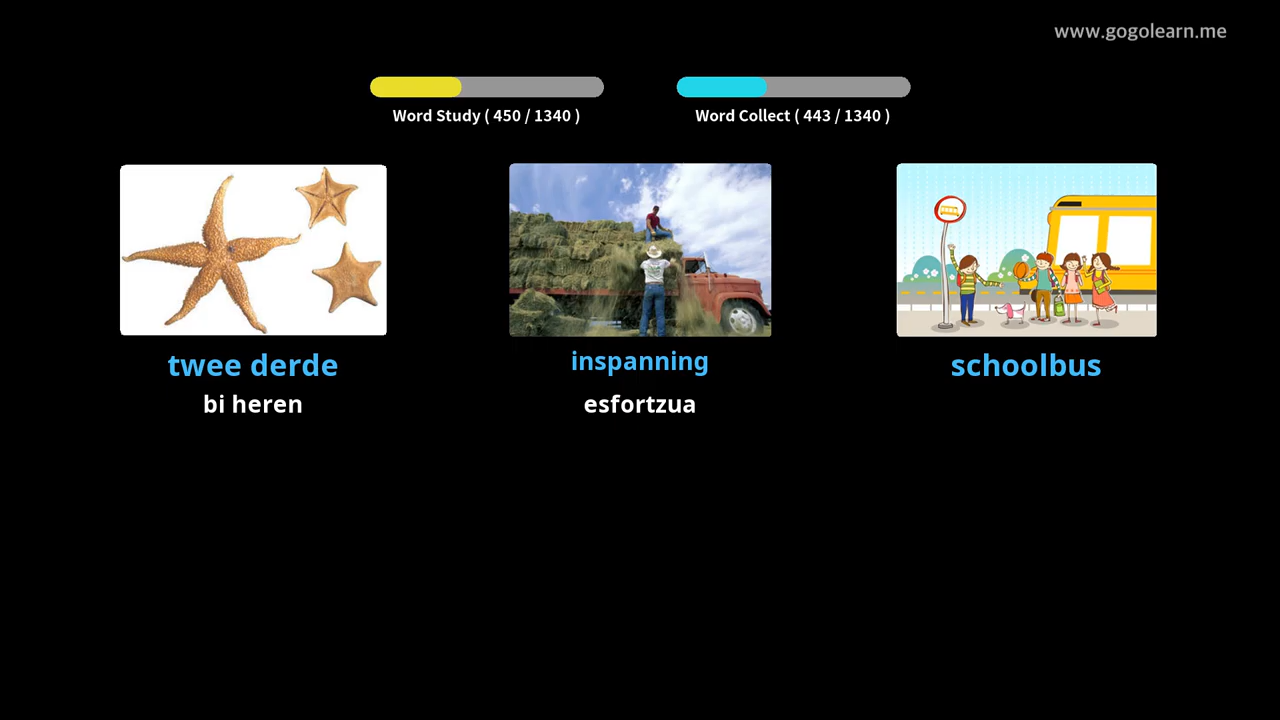 www.gogolearn.me
Word Study ( 450 / 1340 )
Word Collect ( 443 / 1340 )
twee derde
bi heren
inspanning
esfortzua
schoolbus